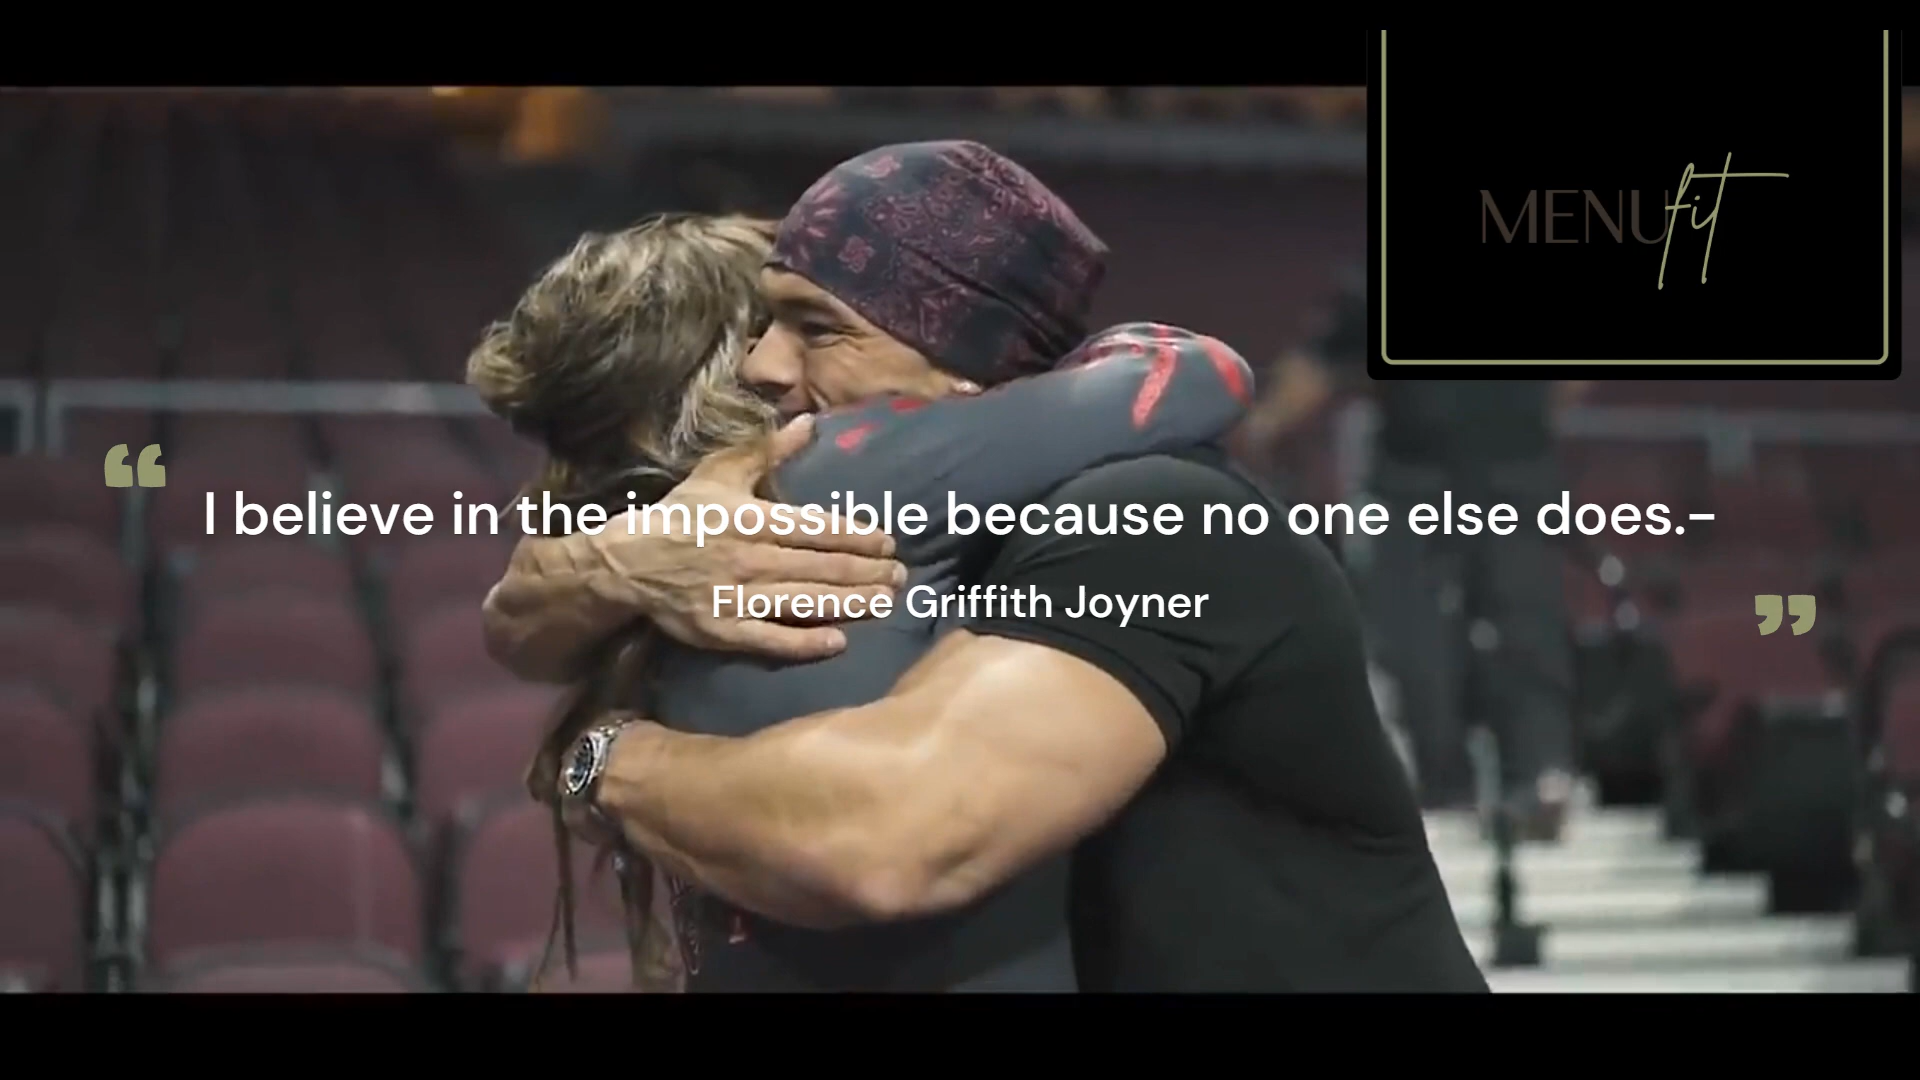 MENUfit
“
I believe in the impossible because no one else does.-
Florence Griffith Joyner
”